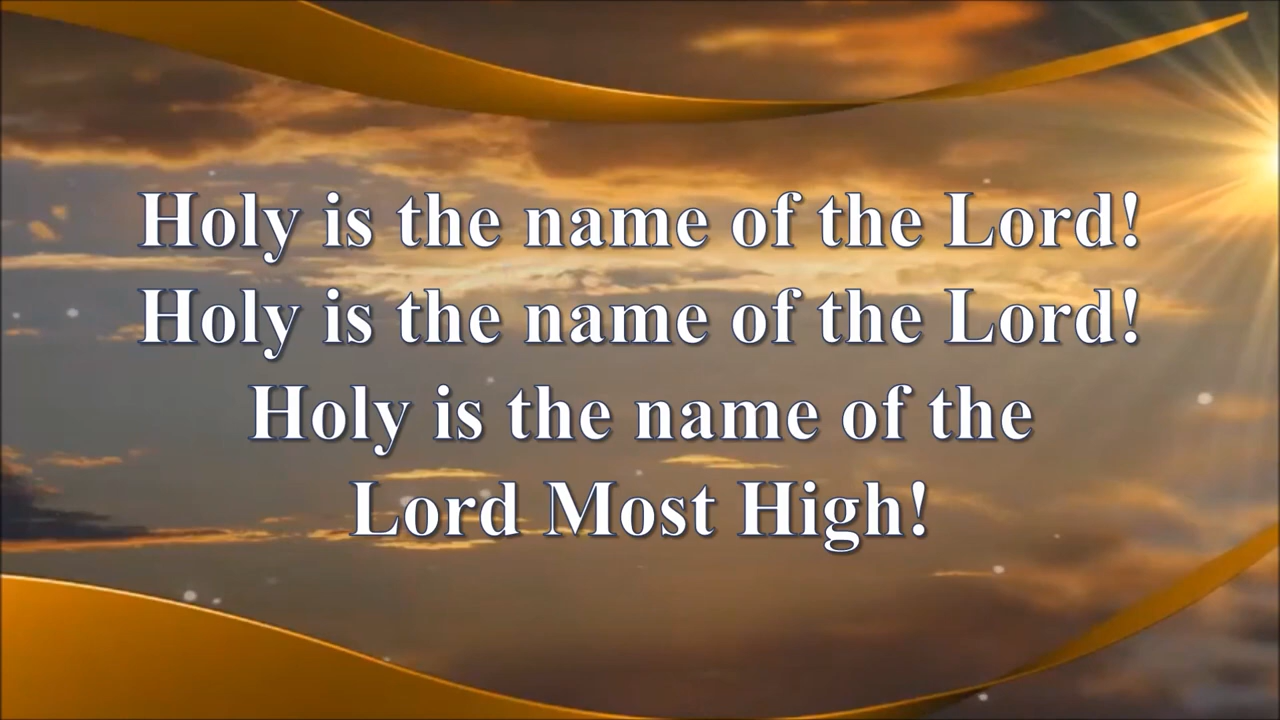 Holy is the name of the Lord!
Holy is the name of the Lord!
Holy is the name of the
Lord Most High!